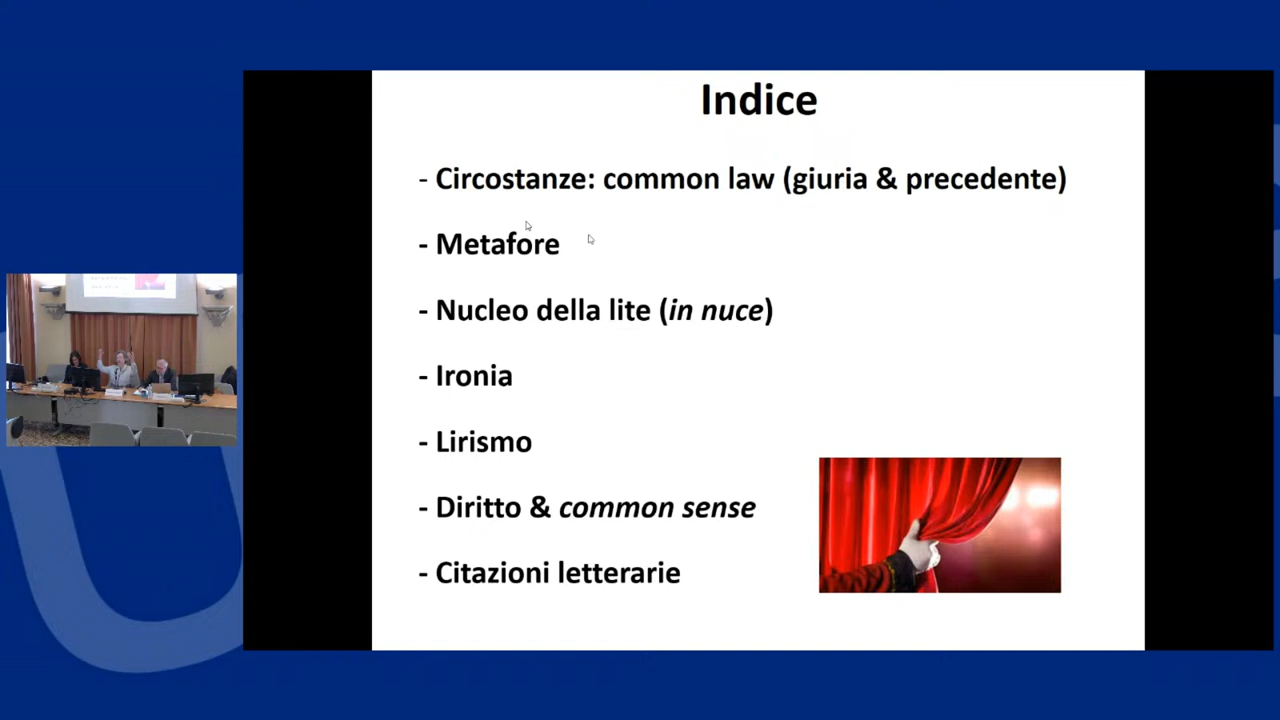 Indice
- Circostanze: common law (giuria & precedente)
- Metafore
- Nucleo della lite (in nuce)
- Ironia
- Lirismo
- Diritto & common sense
- Citazioni letterarie